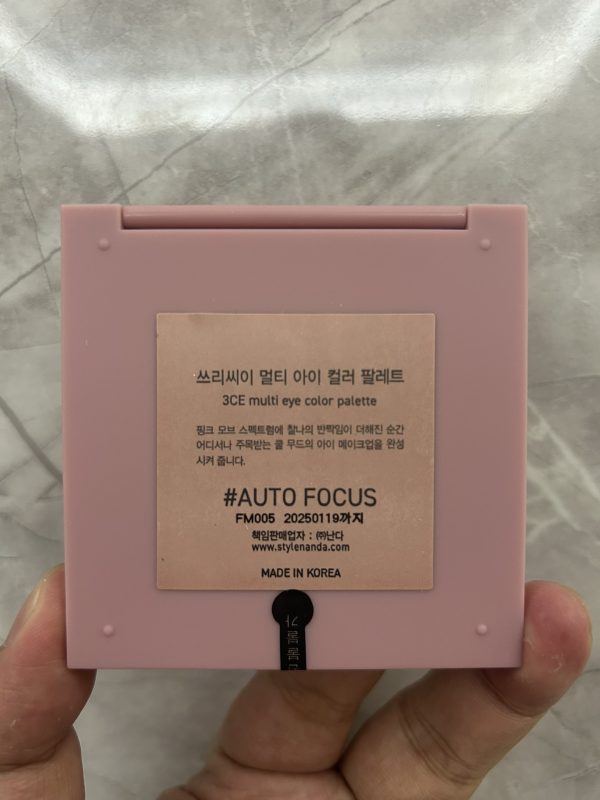 쓰리씨이 멀티 아이 컬러 팔레트
3CE multi eye color palette
핑크 모브 스펙트럼에 찰나의 반짝임이 더해진 순간
어디서나 주목받는 쿨 무드의 아이 메이크업을 완성
시켜 줍니다.
#AUTO FOCUS
FM005 20250119까지
책임판매업자 : ㈜난다
www.stylenanda.com
MADE IN KOREA